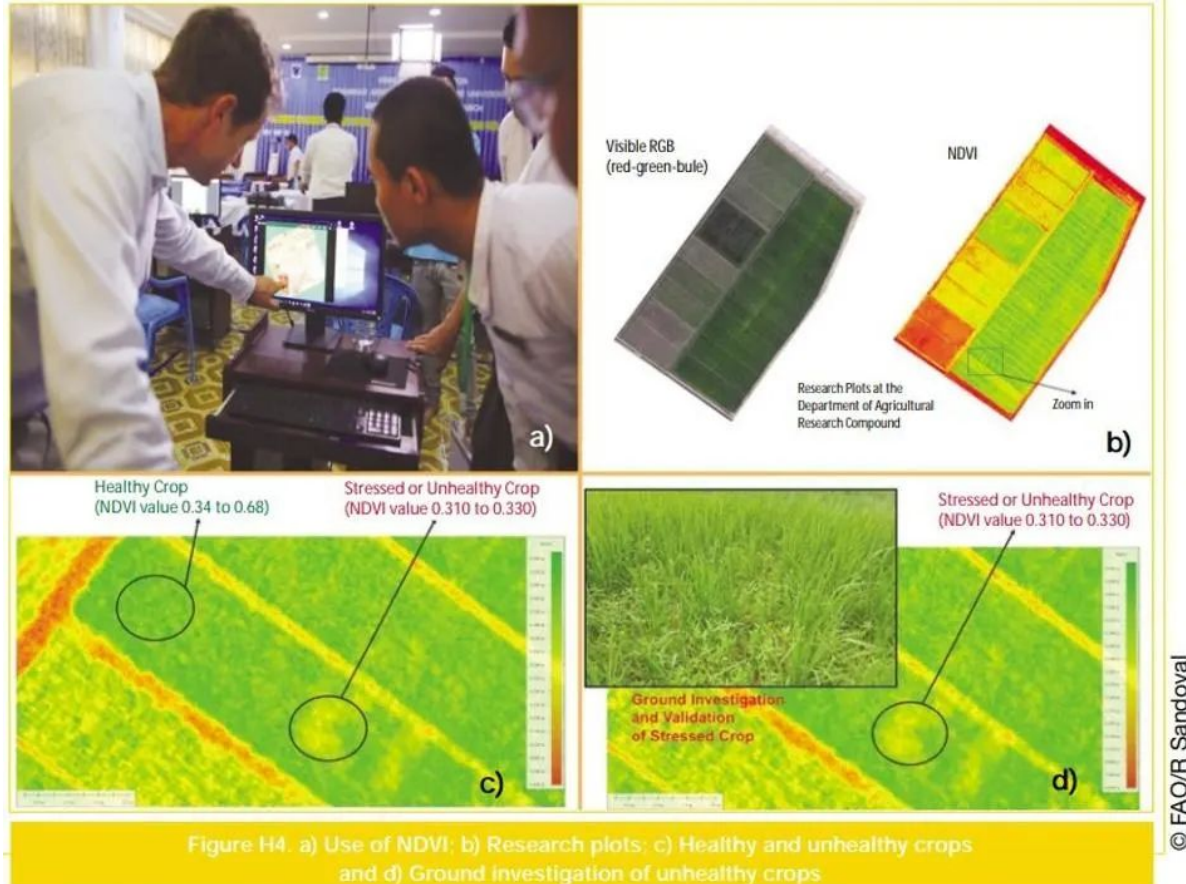 a)
Visible RGB
(red-green-bule)
NDVI
Research Plots at the
Department of Agricultural
Research Compound
Zoom in
b)
Healthy Crop
(NDVI value 0.34 to 0.68)
Stressed or Unhealthy Crop
(NDVI value 0.310 to 0.330)
c)
Stressed or Unhealthy Crop
(NDVI value 0.310 to 0.330)
Ground Investigation
and Validation
of Stressed Crop
d)
© FAO/R Sandoval
Figure H4. a) Use of NDVI; b) Research plots; c) Healthy and unhealthy crops
and d) Ground investigation of unhealthy crops